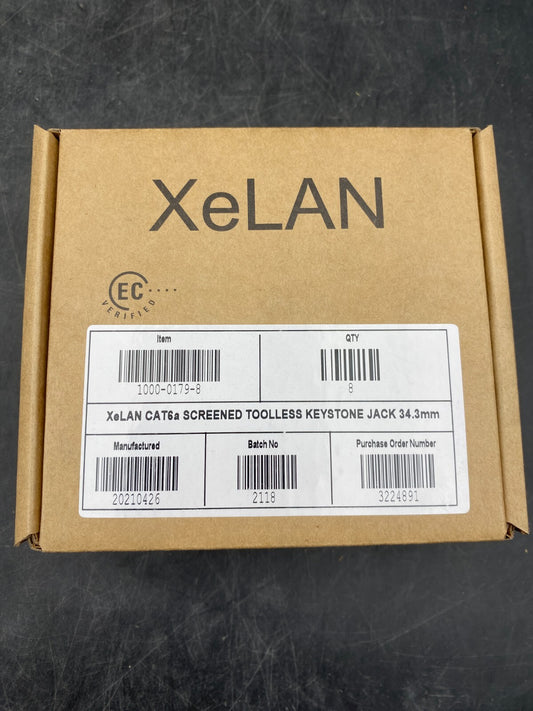 XeLAN
EC
VERIFIED
Item
QTY
1000-0179-8
8
XeLAN CAT6a SCREENED TOOLLESS KEYSTONE JACK 34.3mm
Manufactured
Batch No
Purchase Order Number
20210426
2118
3224891